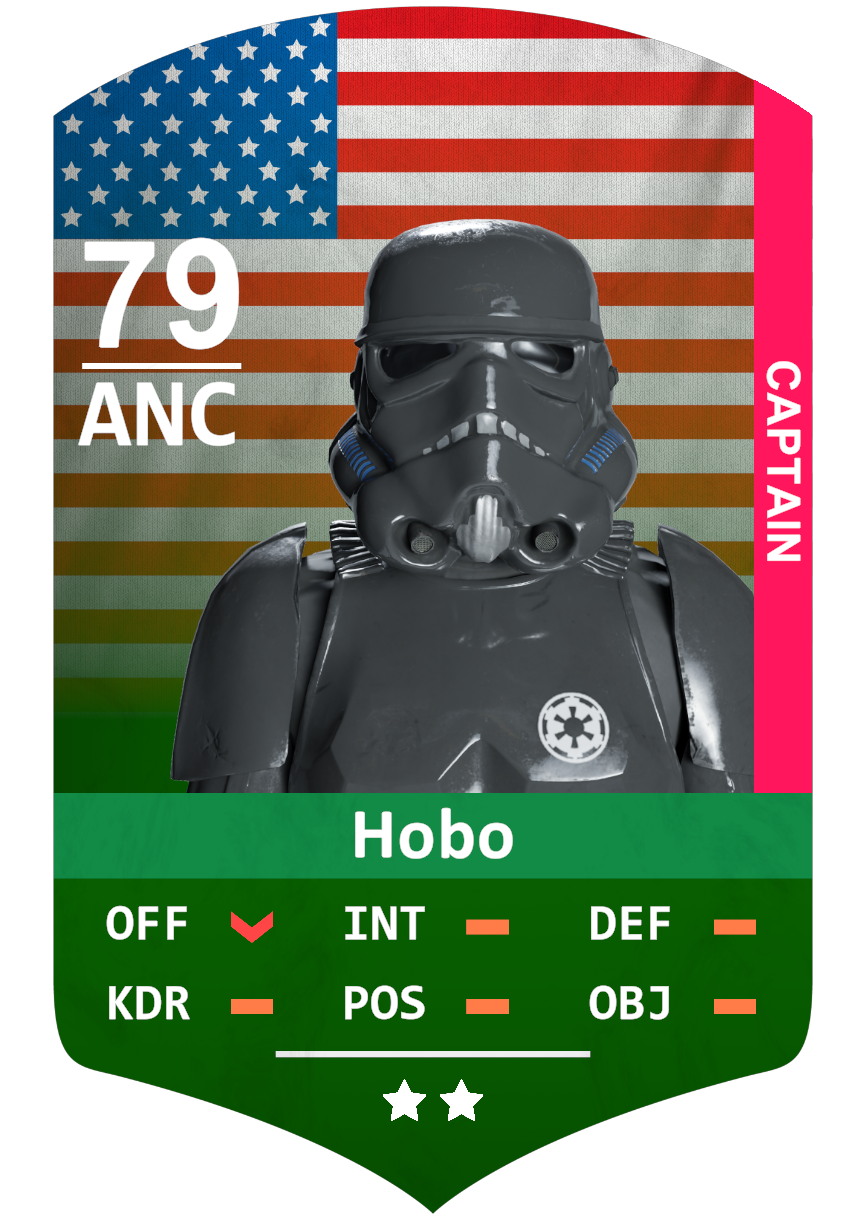 79
ANC
CAPTAIN
Hobo
OFF INT DEF
KDR POS OBJ